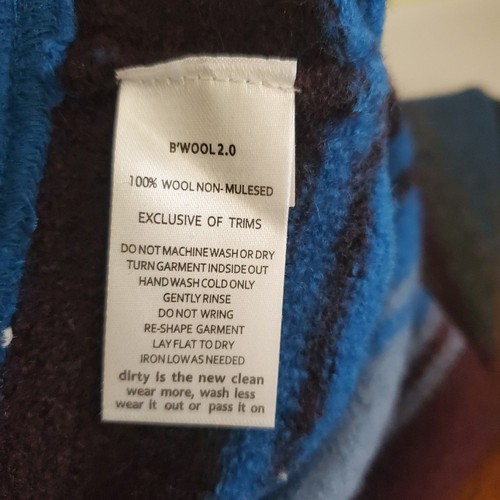 B'WOOL 2.0
100% WOOL NON-MULESED
EXCLUSIVE OF TRIMS
DO NOT MACHINE WASH OR DRY
TURN GARMENT INDSIDE OUT
HAND WASH COLD ONLY
GENTLY RINSE
DO NOT WRING
RE-SHAPE GARMENT
LAY FLAT TO DRY
IRON LOW AS NEEDED
dirty is the new clean
wear more, wash less
wear it out or pass it on